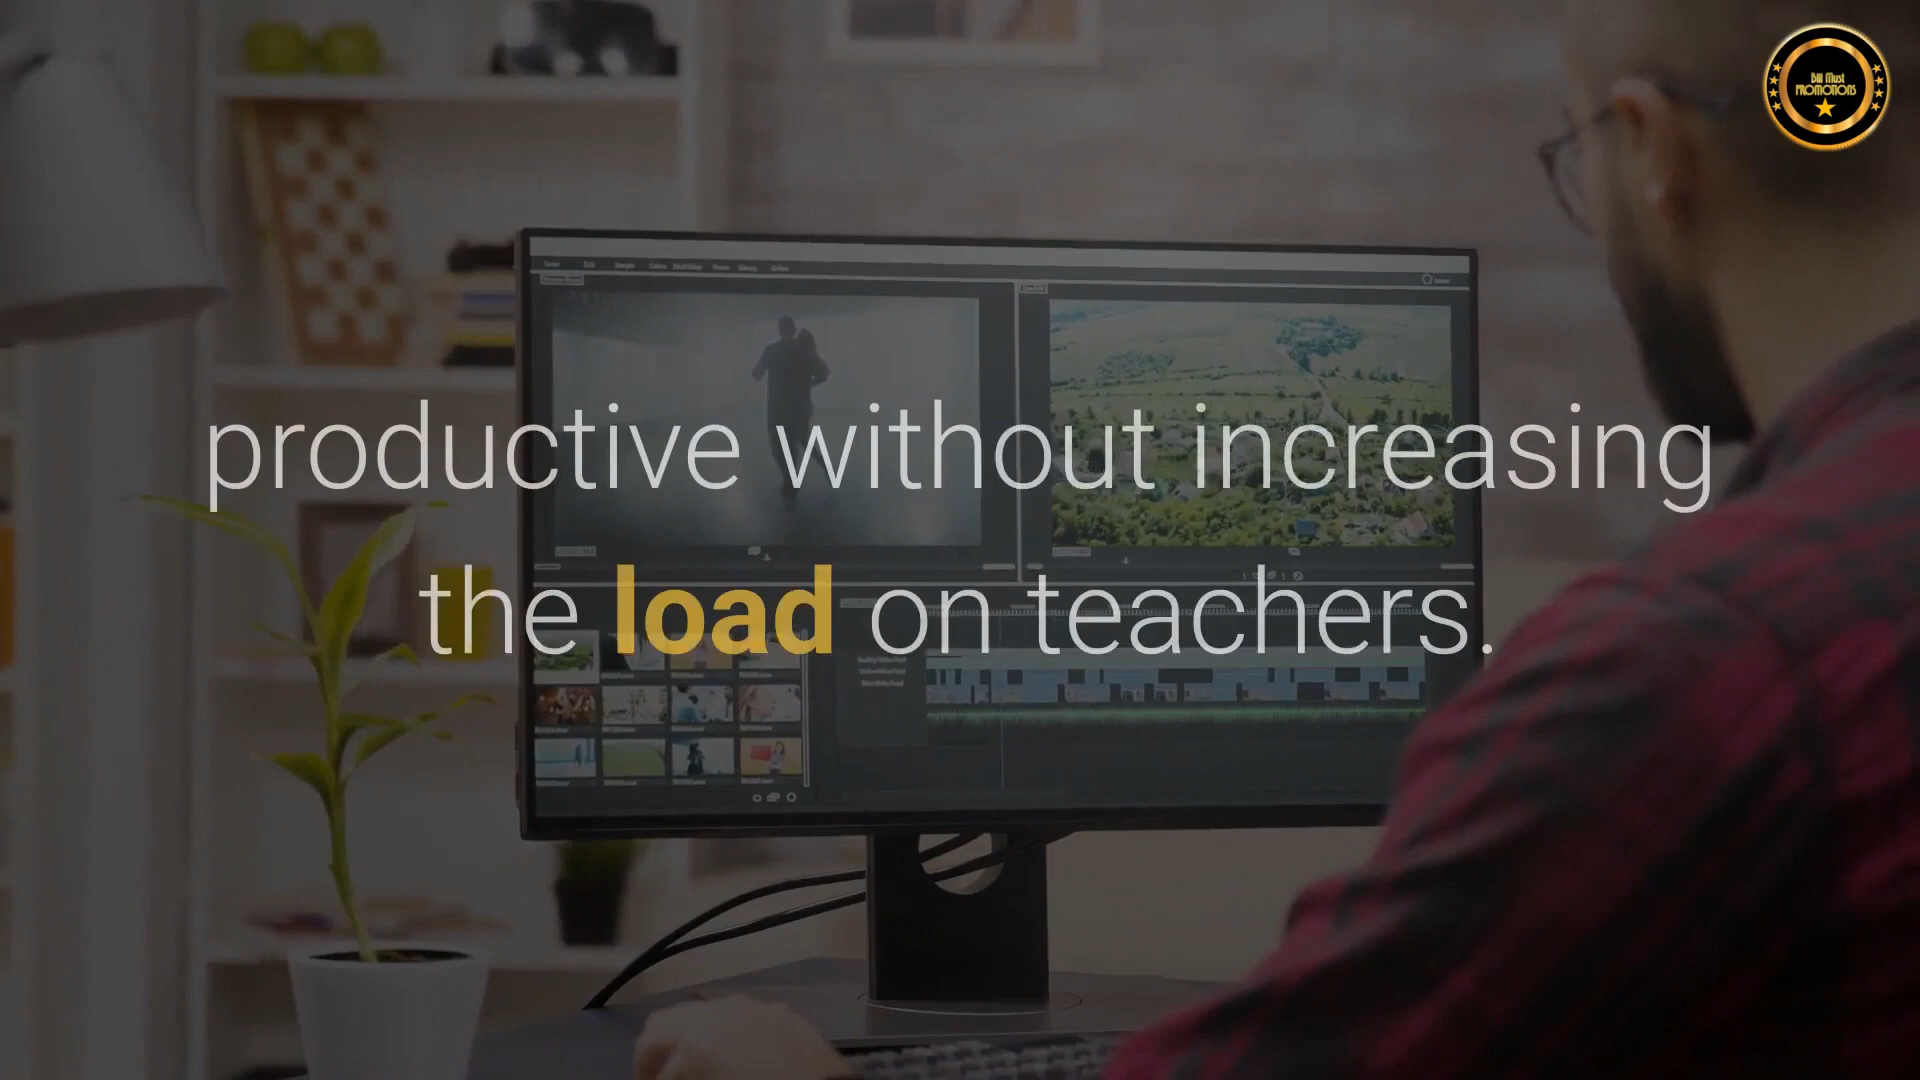 Bill Must
PROMOTIONS
productive without increasing
the load on teachers.